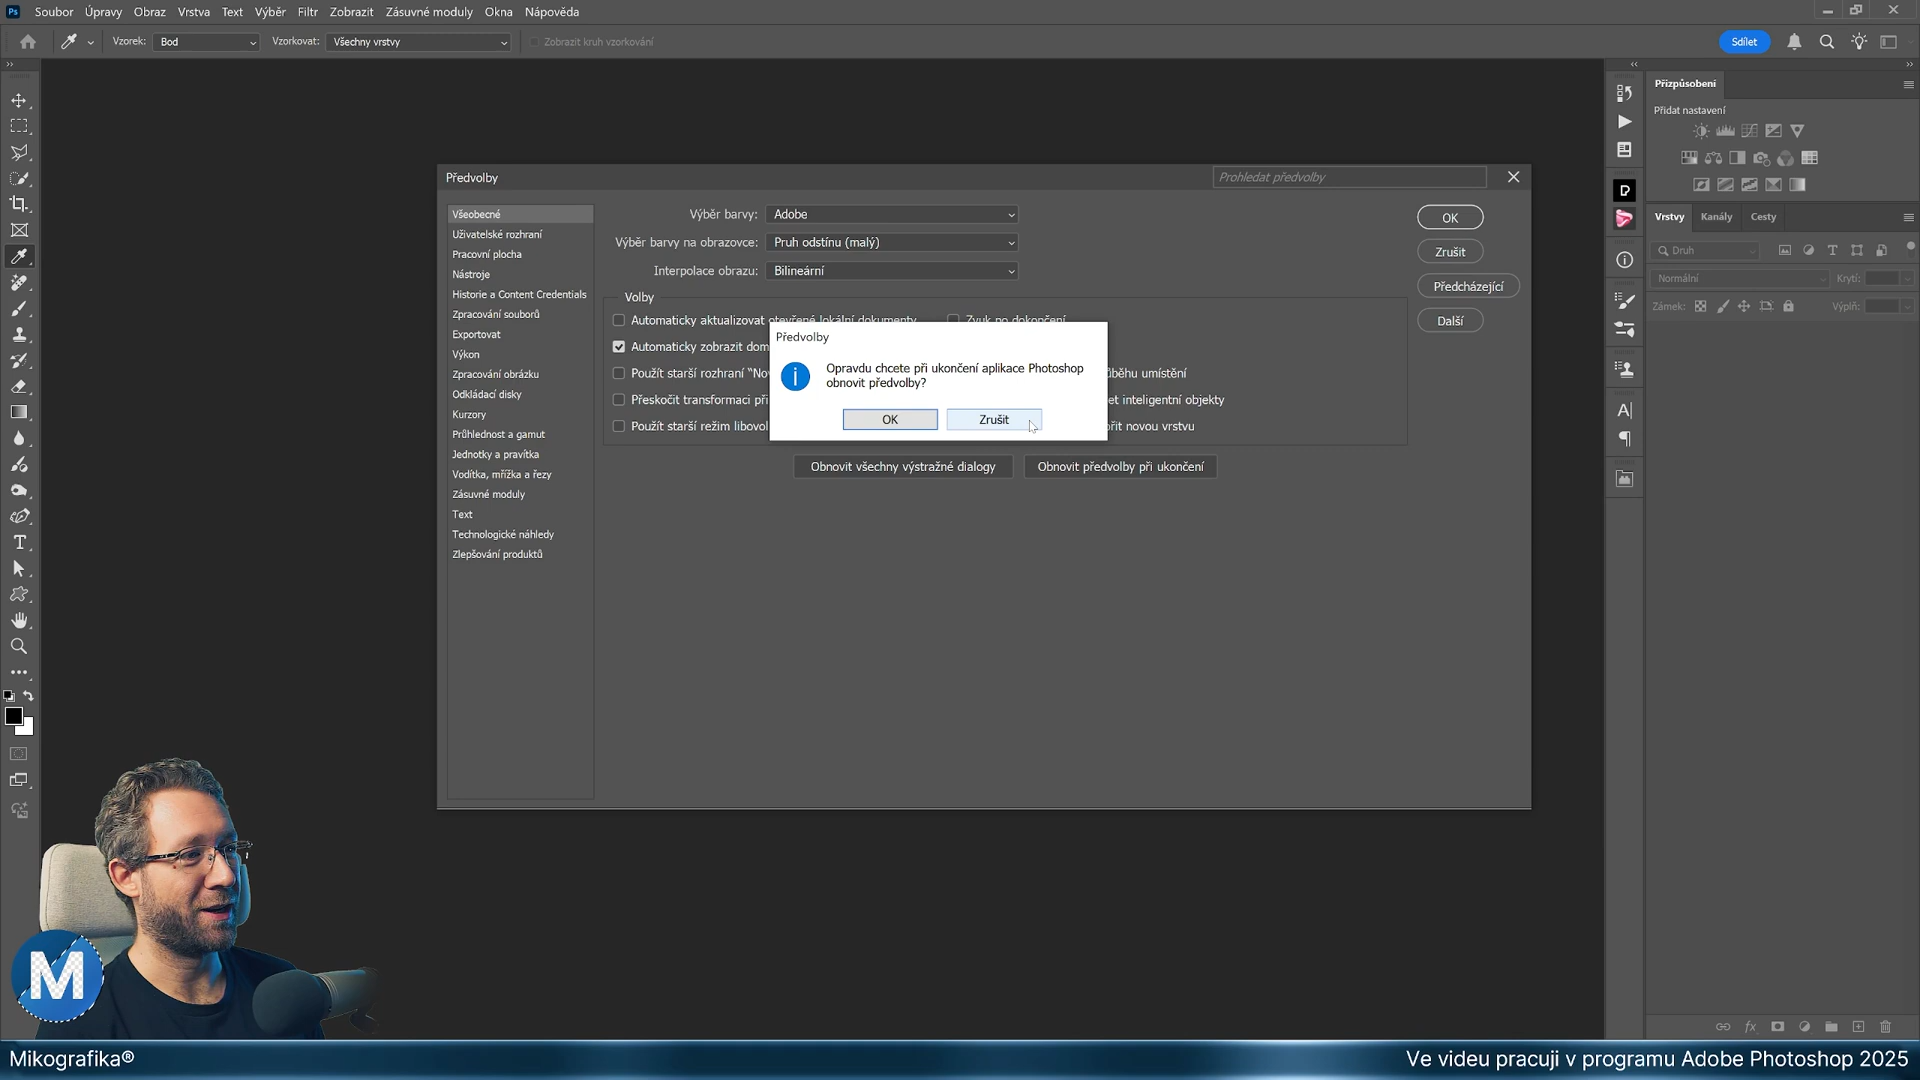 Ps Soubor Úpravy Obraz Vrstva Text Výběr Filtr Zobrazit Zásuvné moduly Okna Nápověda
Vzorek: Bod Vzorkovat: Všechny vrstvy Zobrazit kruh vzorkování Sdílet
Přizpůsobení
Přidat nastavení
Předvolby Prohledat předvolby
Všeobecné
Uživatelské rozhraní
Pracovní plocha
Nástroje
Historie a Content Credentials
Zpracování souborů
Exportovat
Výkon
Zpracování obrázku
Odkládací disky
Kurzory
Průhlednost a gamut
Jednotky a pravítka
Vodítka, mřížka a řezy
Zásuvné moduly
Text
Technologické náhledy
Zlepšování produktů
Výběr barvy: Adobe
Výběr barvy na obrazovce: Pruh odstínu (malý)
Interpolace obrazu: Bilineární
Volby
Automaticky aktualizovat otevřené lokální dokumenty Zvuk po dokončení
Automaticky zobrazit dom
Použít starší rozhraní “Nov ůběhu umístění
Přeskočit transformaci při et inteligentní objekty
Použít starší režim libovol ořit novou vrstvu
Obnovit všechny výstražné dialogy Obnovit předvolby při ukončení
OK
Zrušit
Předcházející
Další
Předvolby
Opravdu chcete při ukončení aplikace Photoshop
obnovit předvolby?
OK Zrušit
Vrstvy Kanály Cesty
Druh
Normální Krytí:
Zámek: Výplň:
M
Mikografika® Ve videu pracuji v programu Adobe Photoshop 2025